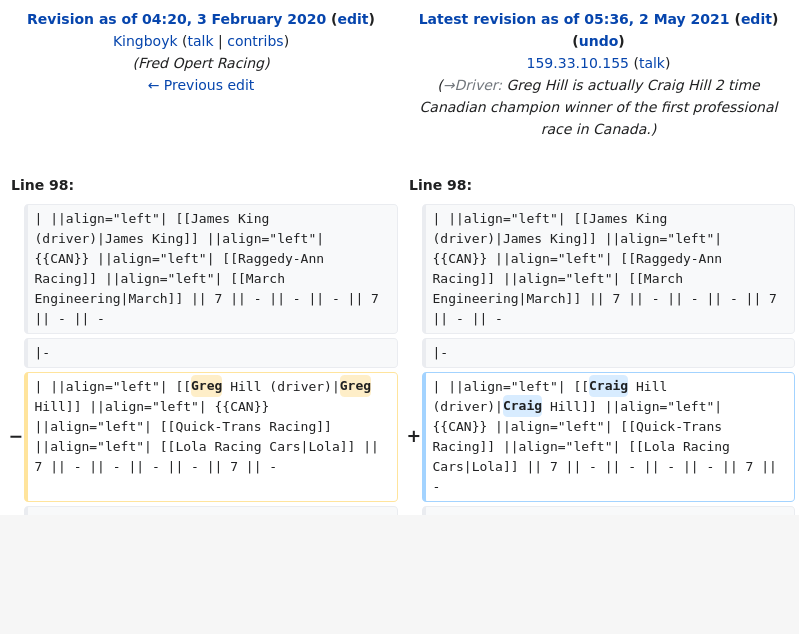 Revision as of 04:20, 3 February 2020 (edit)
Kingboyk (talk | contribs)
(Fred Opert Racing)
← Previous edit
Latest revision as of 05:36, 2 May 2021 (edit)
(undo)
159.33.10.155 (talk)
(→Driver: Greg Hill is actually Craig Hill 2 time
Canadian champion winner of the first professional
race in Canada.)
Line 98:
| ||align="left"| [[James King
(driver)|James King]] ||align="left"|
{{CAN}} ||align="left"| [[Raggedy-Ann
Racing]] ||align="left"| [[March
Engineering|March]] || 7 || - || - || - || 7
|| - || -
|-
− | ||align="left"| [[Greg Hill (driver)|Greg
Hill]] ||align="left"| {{CAN}}
||align="left"| [[Quick-Trans Racing]]
||align="left"| [[Lola Racing Cars|Lola]] ||
7 || - || - || - || - || 7 || -
Line 98:
| ||align="left"| [[James King
(driver)|James King]] ||align="left"|
{{CAN}} ||align="left"| [[Raggedy-Ann
Racing]] ||align="left"| [[March
Engineering|March]] || 7 || - || - || - || 7
|| - || -
|-
+ | ||align="left"| [[Craig Hill
(driver)|Craig Hill]] ||align="left"|
{{CAN}} ||align="left"| [[Quick-Trans
Racing]] ||align="left"| [[Lola Racing
Cars|Lola]] || 7 || - || - || - || - || 7 ||
-